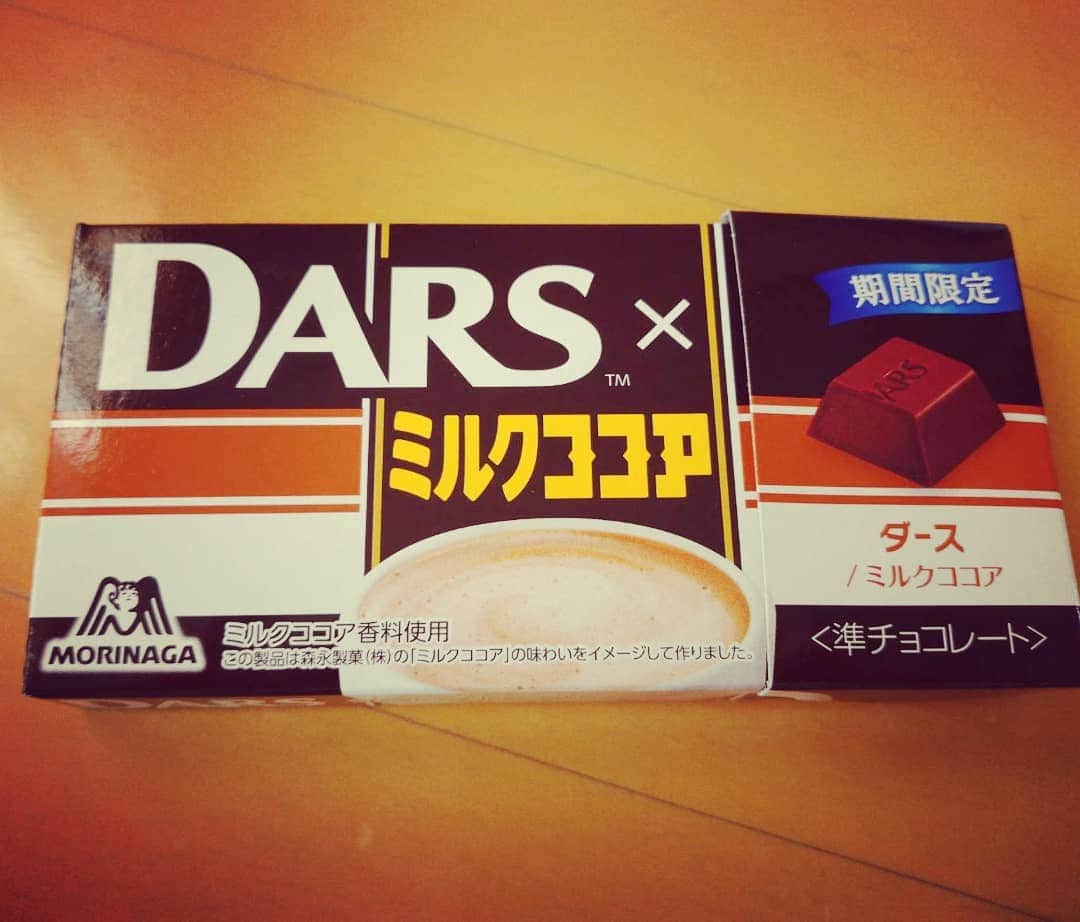 DARS ×
TM
ミルクココア
MORINAGA
ミルクココア香料使用
この製品は森永製菓(株)の「ミルクココア」の味わいをイメージして作りました。
期間限定
DARS
ダース
/ミルクココア
<準チョコレート>
DARS